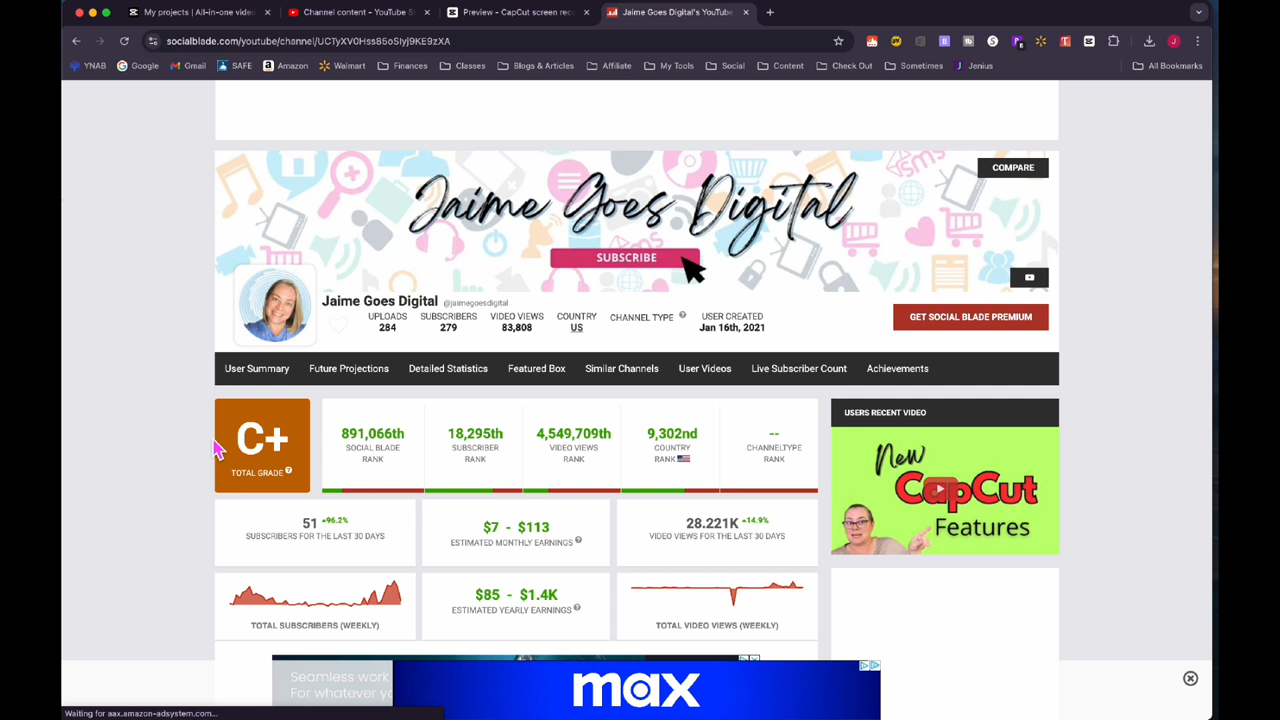 My projects | All-in-one video
Channel content - YouTube S
Preview - CapCut screen rec
Jaime Goes Digital's YouTub
socialblade.com/youtube/channel/UCTyXV0Hss85oSIyj9KE9zXA
YNAB
Google
Gmail
SAFE
Amazon
Walmart
Finances
Classes
Blogs & Articles
Affiliate
My Tools
Social
Content
Check Out
Sometimes
Jenius
All Bookmarks
COMPARE
Jaime Goes Digital
SUBSCRIBE
Jaime Goes Digital @jaimegoesdigital
UPLOADS SUBSCRIBERS VIDEO VIEWS COUNTRY CHANNEL TYPE USER CREATED
284 279 83,808 US Jan 16th, 2021
GET SOCIAL BLADE PREMIUM
User Summary Future Projections Detailed Statistics Featured Box Similar Channels User Videos Live Subscriber Count Achievements
C+
TOTAL GRADE
891,066th
SOCIAL BLADE
RANK
18,295th
SUBSCRIBER
RANK
4,549,709th
VIDEO VIEWS
RANK
9,302nd
COUNTRY
RANK
--
CHANNELTYPE
RANK
USERS RECENT VIDEO
New
CapCut
Features
51 96.2%
SUBSCRIBERS FOR THE LAST 30 DAYS
$7 - $113
ESTIMATED MONTHLY EARNINGS
28.221K 14.9%
VIDEO VIEWS FOR THE LAST 30 DAYS
TOTAL SUBSCRIBERS (WEEKLY)
$85 - $1.4K
ESTIMATED YEARLY EARNINGS
TOTAL VIDEO VIEWS (WEEKLY)
Seamless work
For whatever yo
max
Waiting for aax.amazon-adsystem.com...